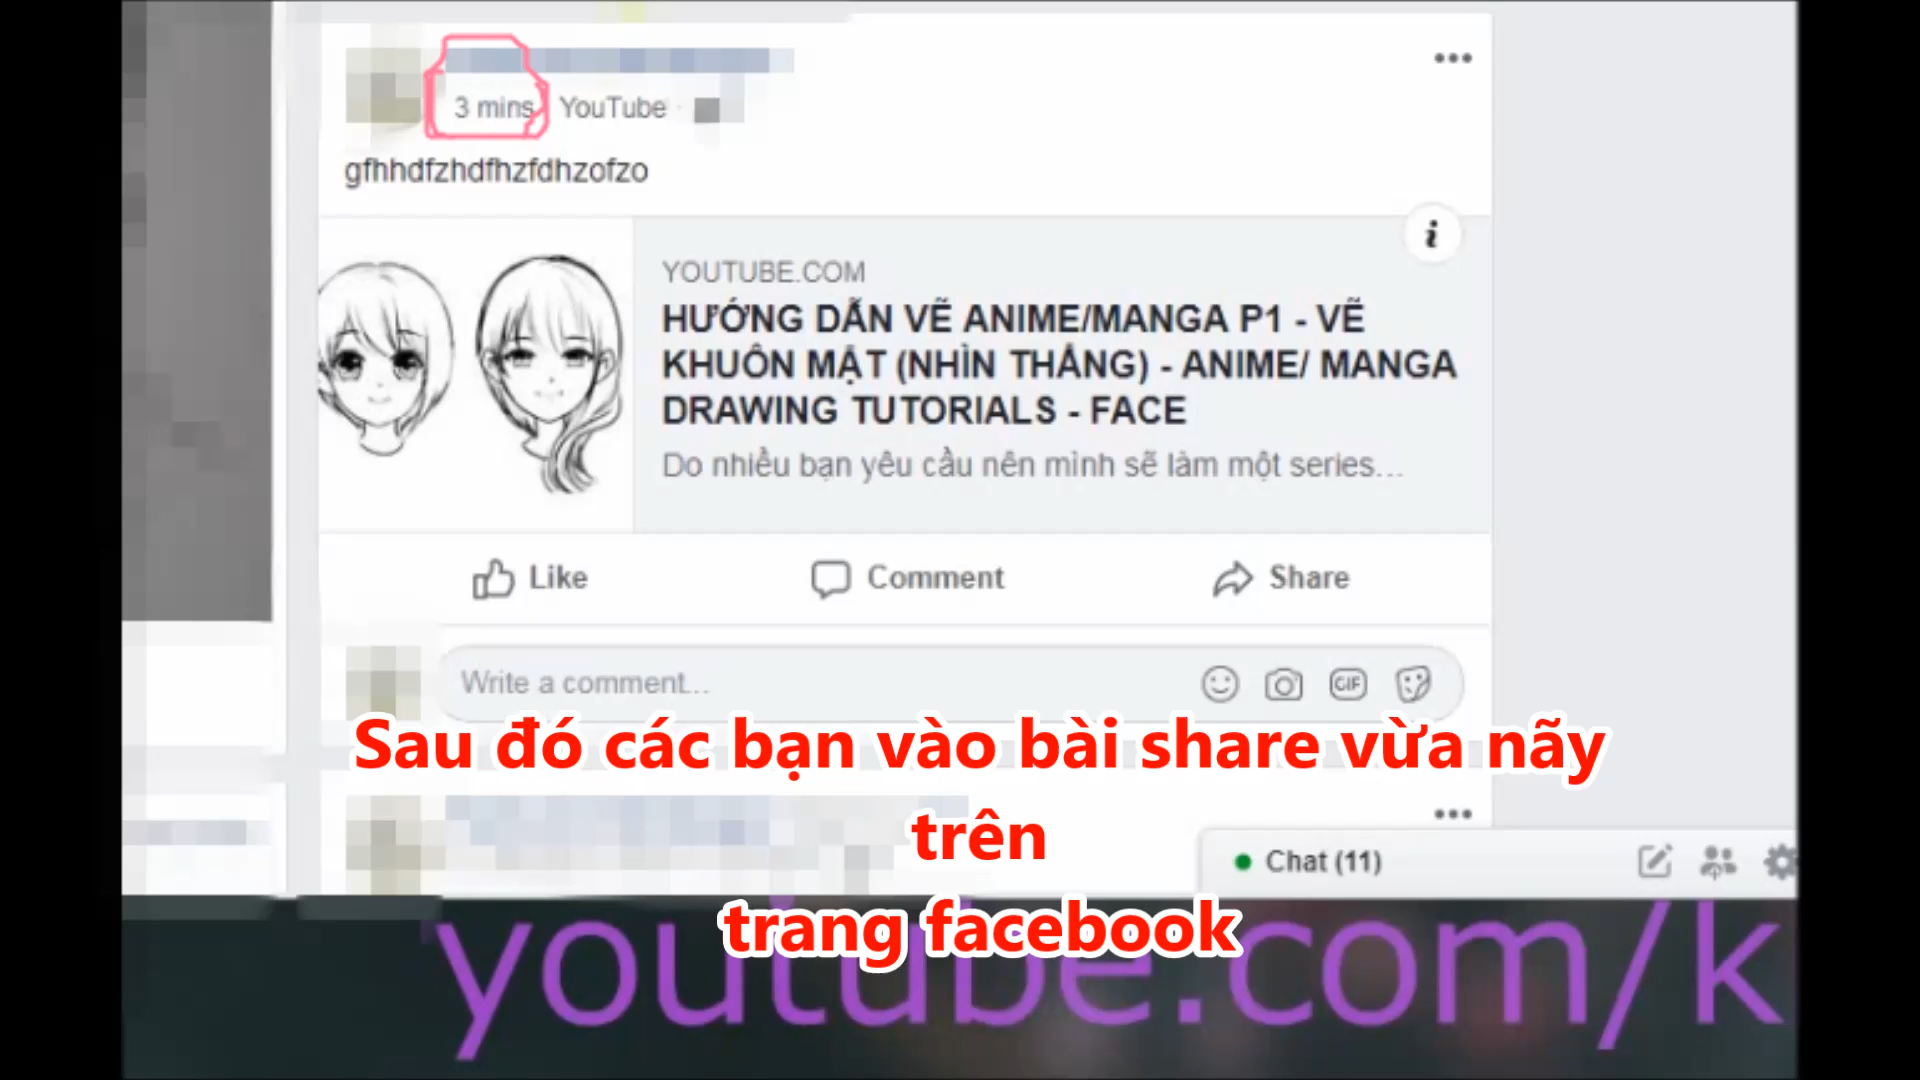 3 mins YouTube ·
gfhhdfzhdfhzfdhzofzo
YOUTUBE.COM
HƯỚNG DẪN VẼ ANIME/MANGA P1 - VẼ
KHUÔN MẶT (NHÌN THẲNG) - ANIME/ MANGA
DRAWING TUTORIALS - FACE
Do nhiều bạn yêu cầu nên mình sẽ làm một series...
Like Comment Share
Write a comment...
GIF
Sau đó các bạn vào bài share vừa nãy
trên
Chat (11)
trang facebook
youtube.com/k